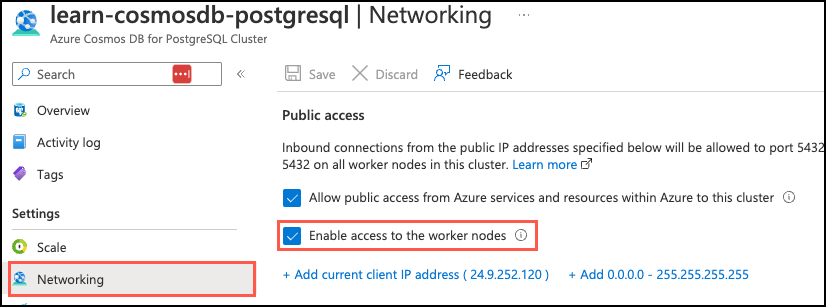 learn-cosmosdb-postgresql | Networking ...
Azure Cosmos DB for PostgreSQL Cluster
Search
Save Discard Feedback
Overview
Activity log
Tags
Settings
Scale
Networking
Public access
Inbound connections from the public IP addresses specified below will be allowed to port 5432
5432 on all worker nodes in this cluster. Learn more
Allow public access from Azure services and resources within Azure to this cluster
Enable access to the worker nodes
+ Add current client IP address ( 24.9.252.120 ) + Add 0.0.0.0 - 255.255.255.255